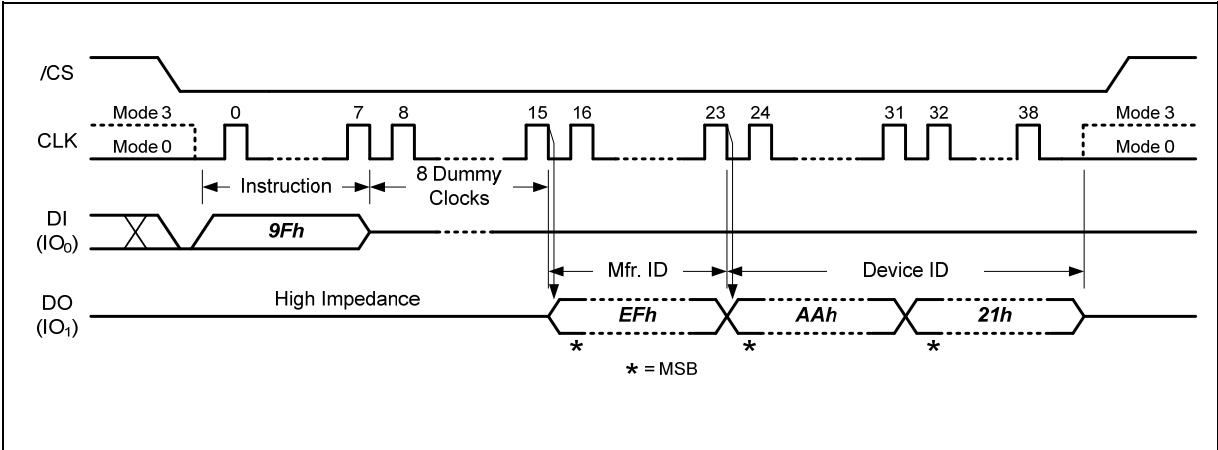 /CS
Mode 3 0 7 8 15 16 23 24 31 32 38 Mode 3
CLK
Mode 0 Mode 0
Instruction 8 Dummy
Clocks
DI
(IO₀)
9Fh
Mfr. ID Device ID
DO
(IO₁)
High Impedance EFh AAh 21h
* * *
* = MSB